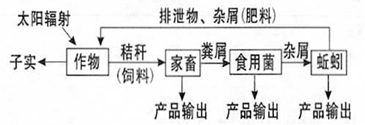 太阳辐射
排泄物、杂屑(肥料)
子实
作物
秸秆
(饲料)
家畜
粪屑
食用菌
杂屑
蚯蚓
产品输出
产品输出
产品输出